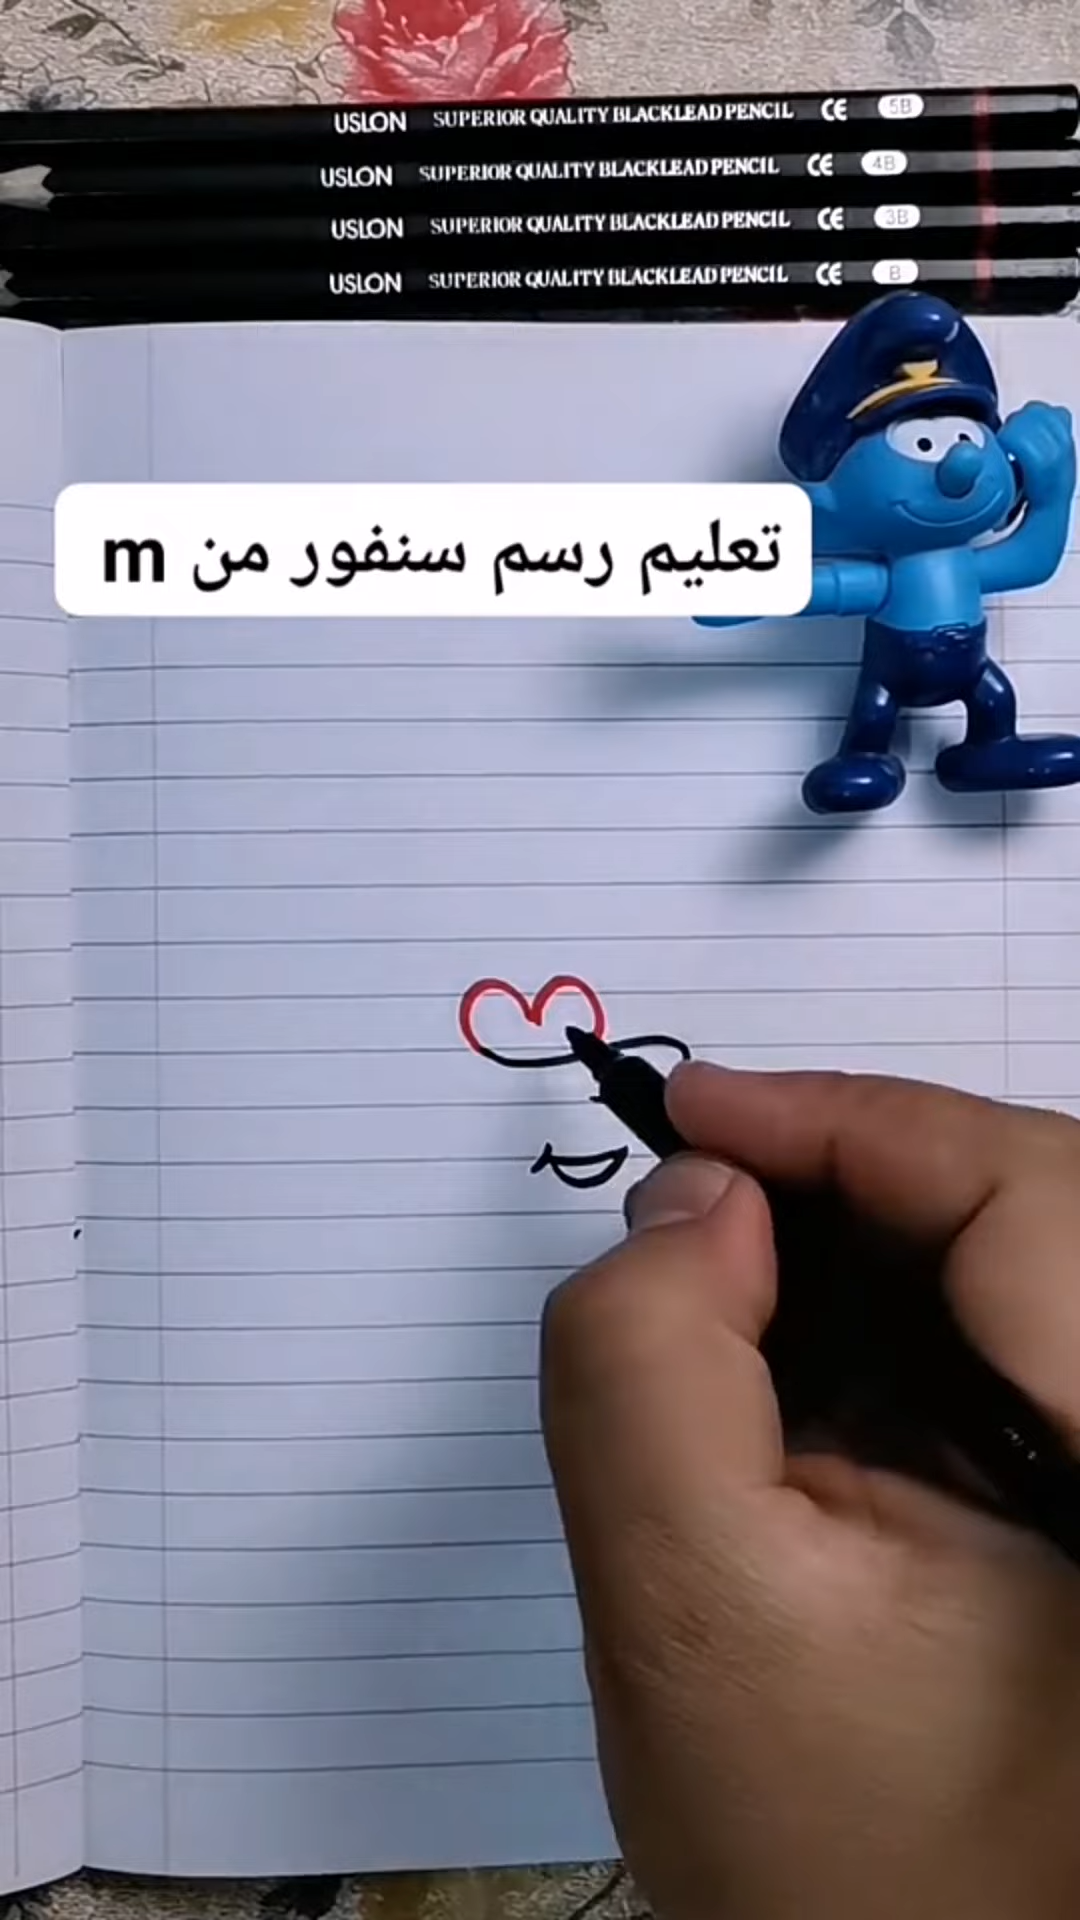 USLON SUPERIOR QUALITY BLACKLEAD PENCIL CE 5B
USLON SUPERIOR QUALITY BLACKLEAD PENCIL CE 4B
USLON SUPERIOR QUALITY BLACKLEAD PENCIL CE 3B
USLON SUPERIOR QUALITY BLACKLEAD PENCIL CE B
تعليم رسم سنفور من m